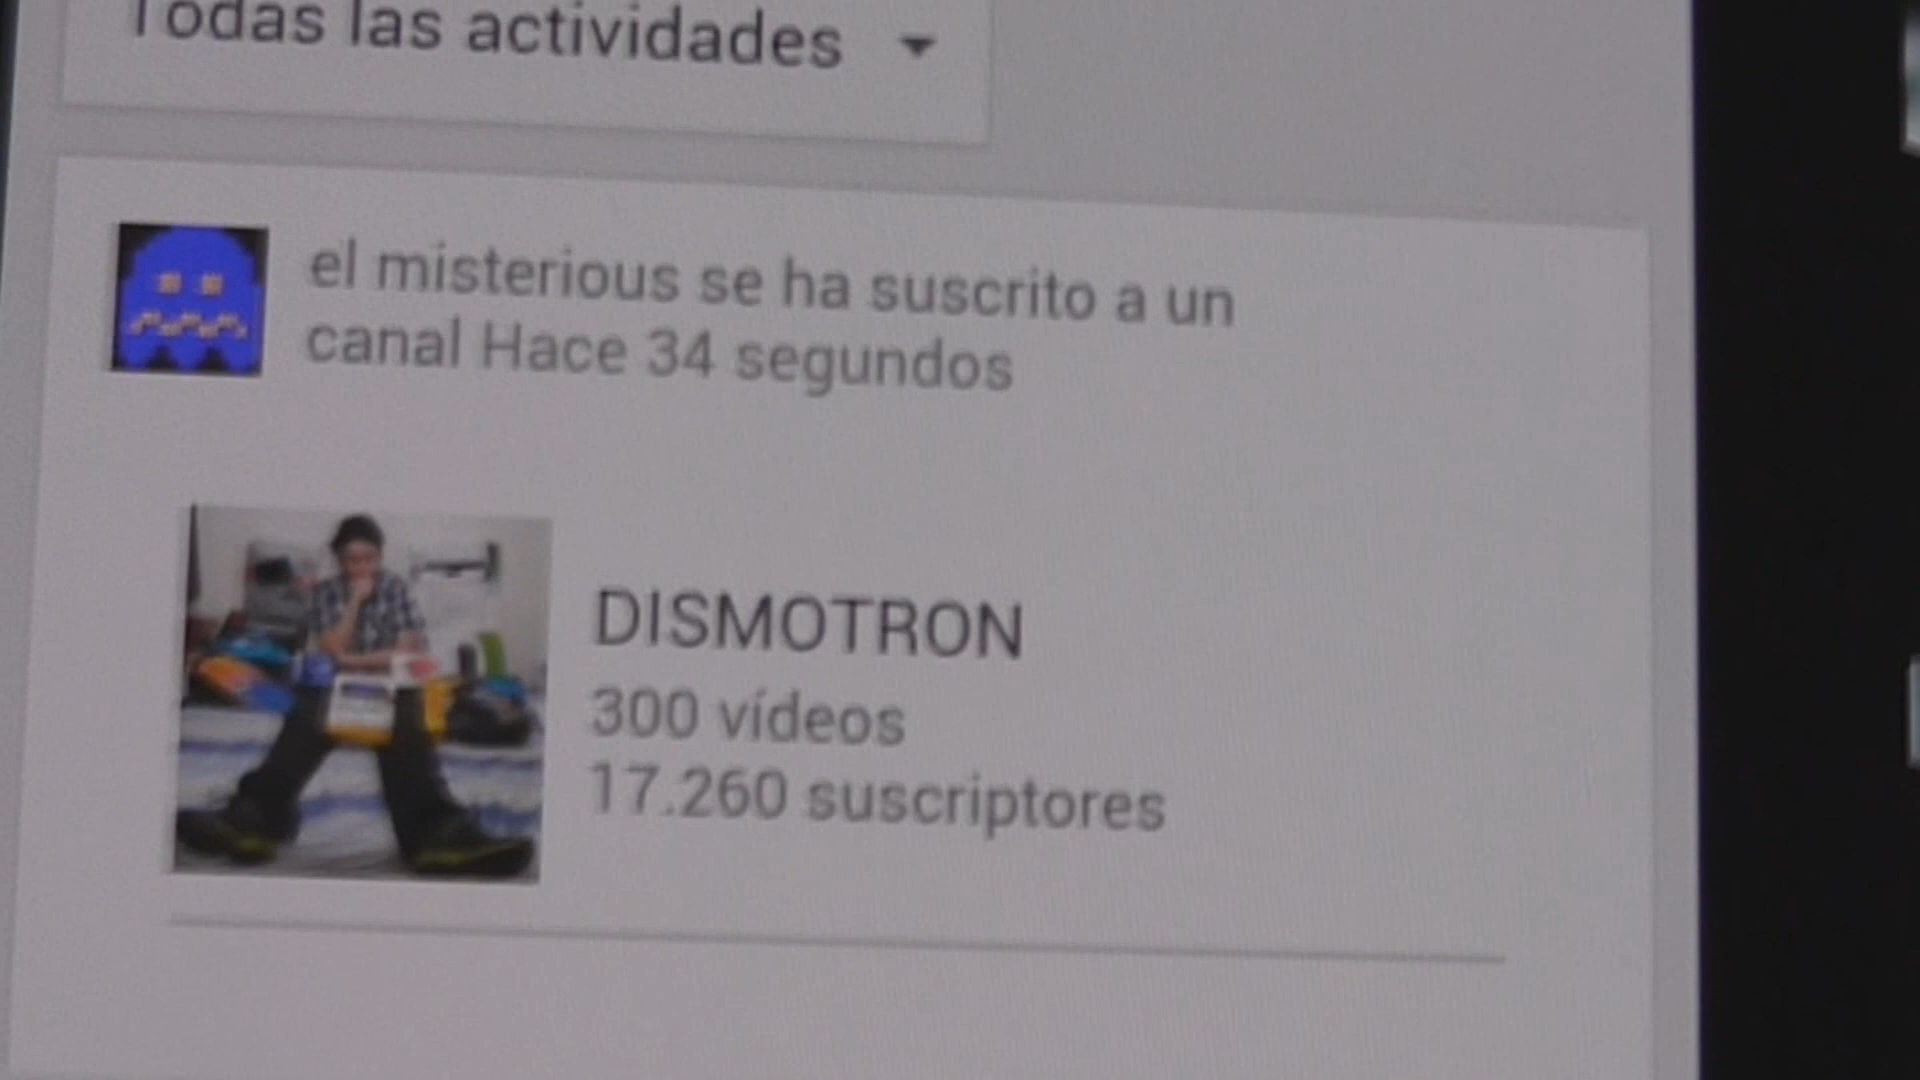 Todas las actividades
el misterious se ha suscrito a un
canal Hace 34 segundos
DISMOTRON
300 vídeos
17.260 suscriptores